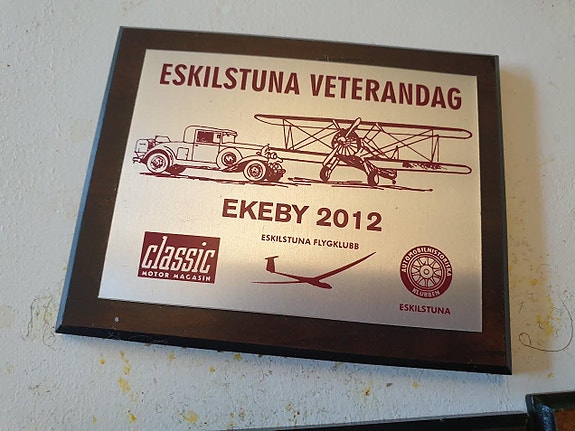 ESKILSTUNA VETERANDAG
EKEBY 2012
ESKILSTUNA FLYGKLUBB
classic
MOTOR MAGASIN
AUTOMOBILHISTORISKA
KLUBBEN
ESKILSTUNA